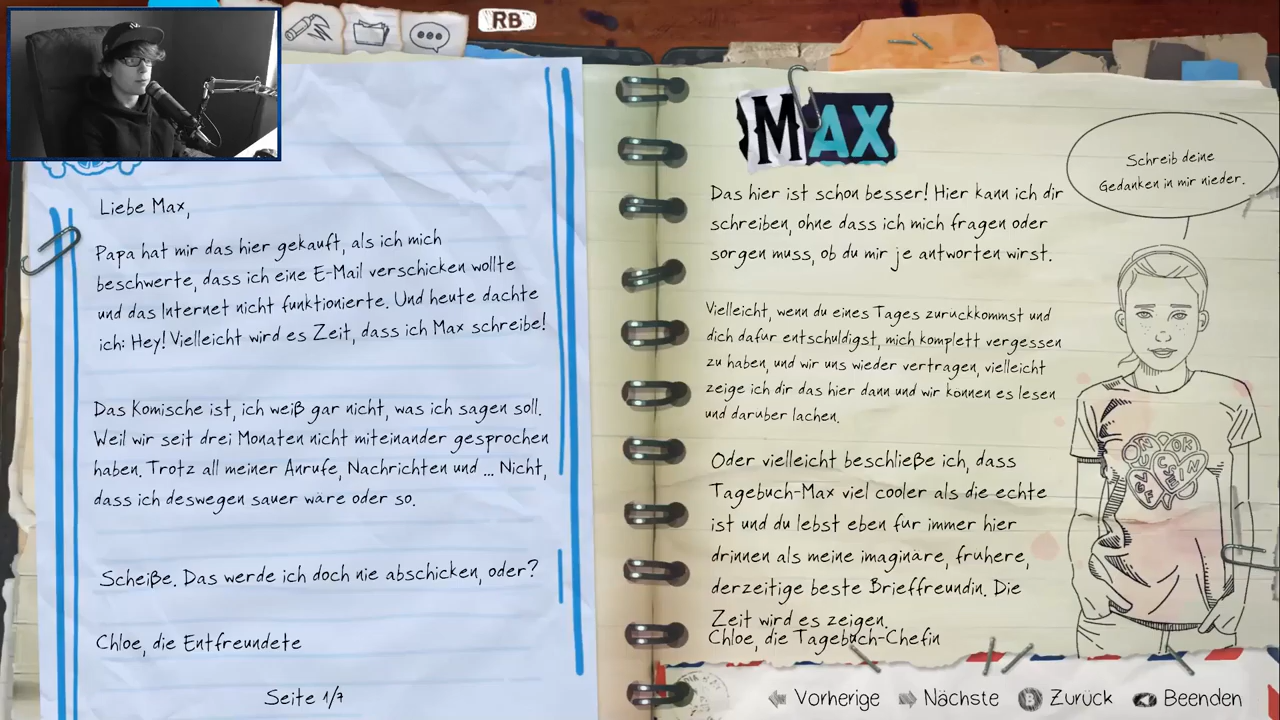 RB
Liebe Max,
Papa hat mir das hier gekauft, als ich mich
beschwerte, dass ich eine E-Mail verschicken wollte
und das Internet nicht funktionierte. Und heute dachte
ich: Hey! Vielleicht wird es Zeit, dass ich Max schreibe!
Das Komische ist, ich weiß gar nicht, was ich sagen soll.
Weil wir seit drei Monaten nicht miteinander gesprochen
haben. Trotz all meiner Anrufe, Nachrichten und ... Nicht,
dass ich deswegen sauer wäre oder so.
Scheiße. Das werde ich doch nie abschicken, oder?
Chloe, die Entfreundete
Seite 1/7
MAX
Das hier ist schon besser! Hier kann ich dir
schreiben, ohne dass ich mich fragen oder
sorgen muss, ob du mir je antworten wirst.
Vielleicht, wenn du eines Tages zuruckkommst und
dich dafur entschuldigst, mich komplett vergessen
zu haben, und wir uns wieder vertragen, vielleicht
zeige ich dir das hier dann und wir konnen es lesen
und daruber lachen.
Oder vielleicht beschließe ich, dass
Tagebuch-Max viel cooler als die echte
ist und du lebst eben fur immer hier
drinnen als meine imaginäre, fruhere,
derzeitige beste Brieffreundin. Die
Zeit wird es zeigen.
Chloe, die Tagebuch-Chefin
Schreib deine
Gedanken in mir nieder.
Vorherige
Nächste
B Zurück
Beenden